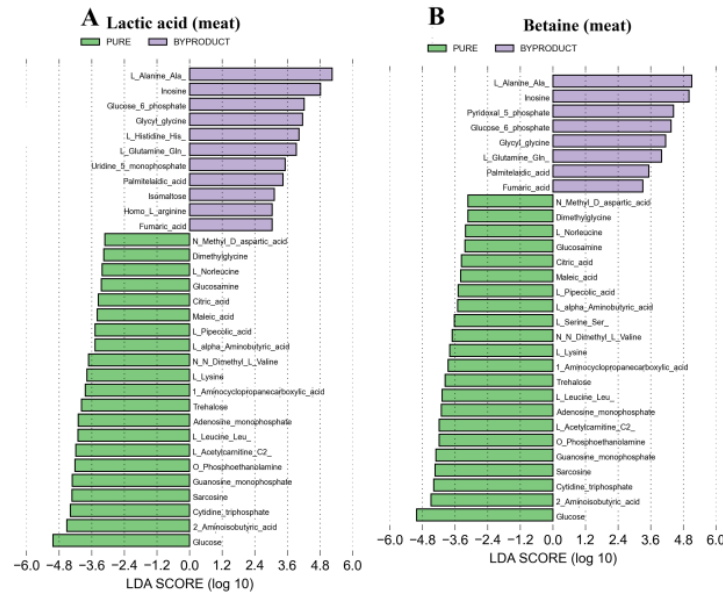 A Lactic acid (meat)
PURE BYPRODUCT
L_Alanine_Ala_
Inosine
Glucose_6_phosphate
Glycyl_glycine
L_Histidine_His_
L_Glutamine_Gln_
Uridine_5_monophosphate
Palmitelaidic_acid
Isomaltose
Homo_L_arginine
Fumaric_acid
N_Methyl_D_aspartic_acid
Dimethylglycine
L_Norleucine
Glucosamine
Citric_acid
Maleic_acid
L_Pipecolic_acid
L_alpha_Aminobutyric_acid
N_N_Dimethyl_L_Valine
L_Lysine
1_Aminocyclopropanecarboxylic_acid
Trehalose
Adenosine_monophosphate
L_Leucine_Leu_
L_Acetylcarnitine_C2_
O_Phosphoethanolamine
Guanosine_monophosphate
Sarcosine
Cytidine_triphosphate
2_Aminoisobutyric_acid
Glucose
−6.0 −4.8 −3.6 −2.4 −1.2 0.0 1.2 2.4 3.6 4.8 6.0
LDA SCORE (log 10)
B Betaine (meat)
PURE BYPRODUCT
L_Alanine_Ala_
Inosine
Pyridoxal_5_phosphate
Glucose_6_phosphate
Glycyl_glycine
L_Glutamine_Gln_
Palmitelaidic_acid
Fumaric_acid
N_Methyl_D_aspartic_acid
Dimethylglycine
L_Norleucine
Glucosamine
Citric_acid
Maleic_acid
L_Pipecolic_acid
L_alpha_Aminobutyric_acid
L_Serine_Ser_
N_N_Dimethyl_L_Valine
L_Lysine
1_Aminocyclopropanecarboxylic_acid
Trehalose
L_Leucine_Leu_
Adenosine_monophosphate
L_Acetylcarnitine_C2_
O_Phosphoethanolamine
Guanosine_monophosphate
Sarcosine
Cytidine_triphosphate
2_Aminoisobutyric_acid
Glucose
−6.0 −4.8 −3.6 −2.4 −1.2 0.0 1.2 2.4 3.6 4.8 6.0
LDA SCORE (log 10)